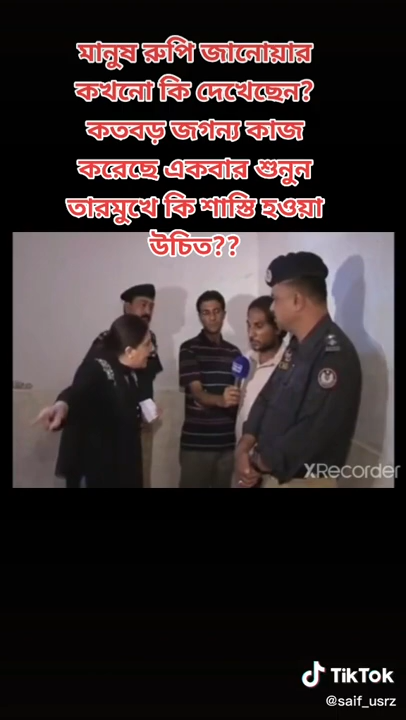 মানুষ রুপি জানোয়ার
কখনো কি দেখেছেন?
কতবড় জগন্য কাজ
করেছে একবার শুনুন
তারমুখে কি শাস্তি হওয়া
উচিত??
XRecorder
TikTok
@saif_usrz